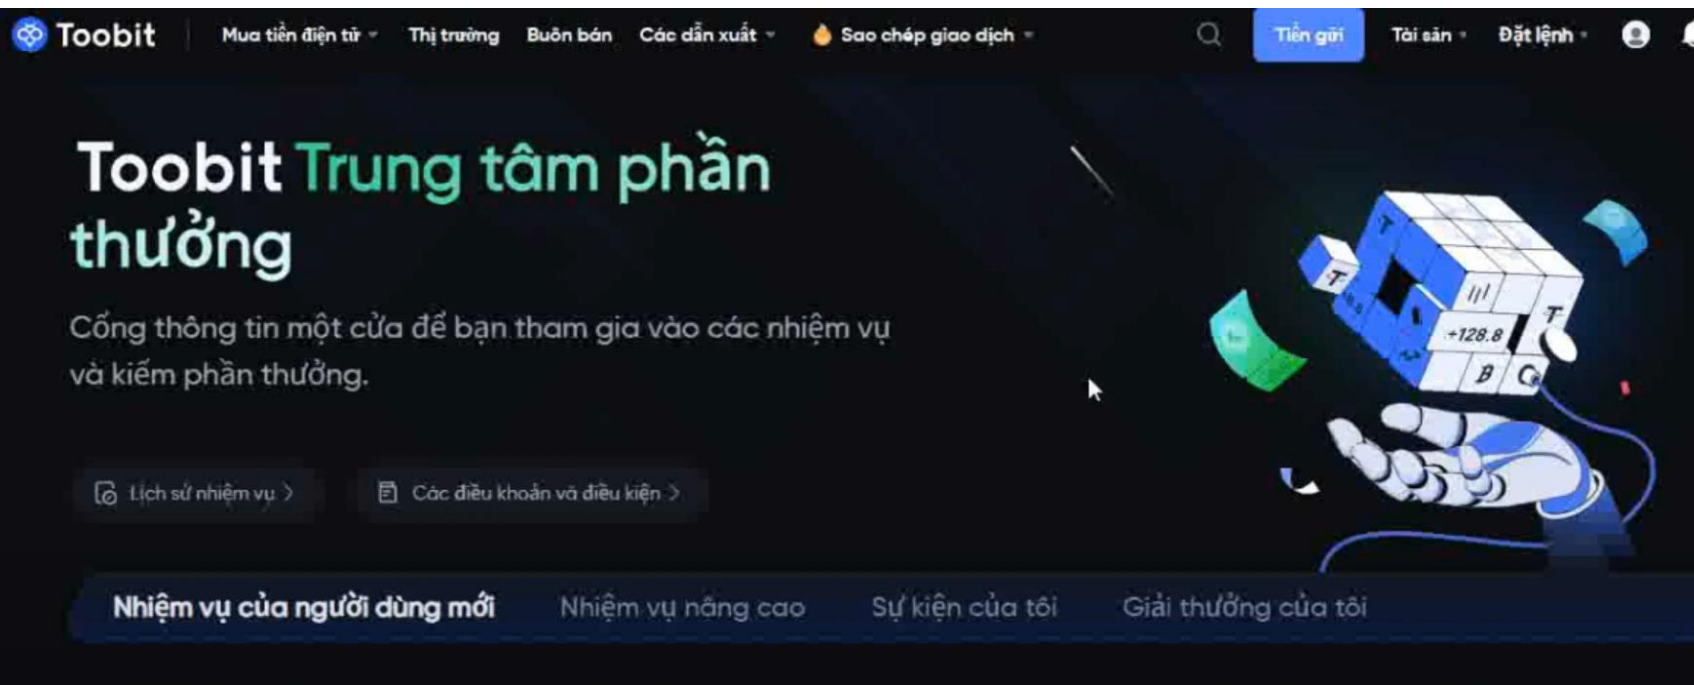 Toobit
Mua tiền điện tử
Thị trường
Buôn bán
Các dẫn xuất
Sao chép giao dịch
Tiền gửi
Tài sản
Đặt lệnh
Toobit Trung tâm phần
thưởng
Cổng thông tin một cửa để bạn tham gia vào các nhiệm vụ
và kiếm phần thưởng.
+128.8
Lịch sử nhiệm vụ
Các điều khoản và điều kiện
Nhiệm vụ của người dùng mới
Nhiệm vụ nâng cao
Sự kiện của tôi
Giải thưởng của tôi